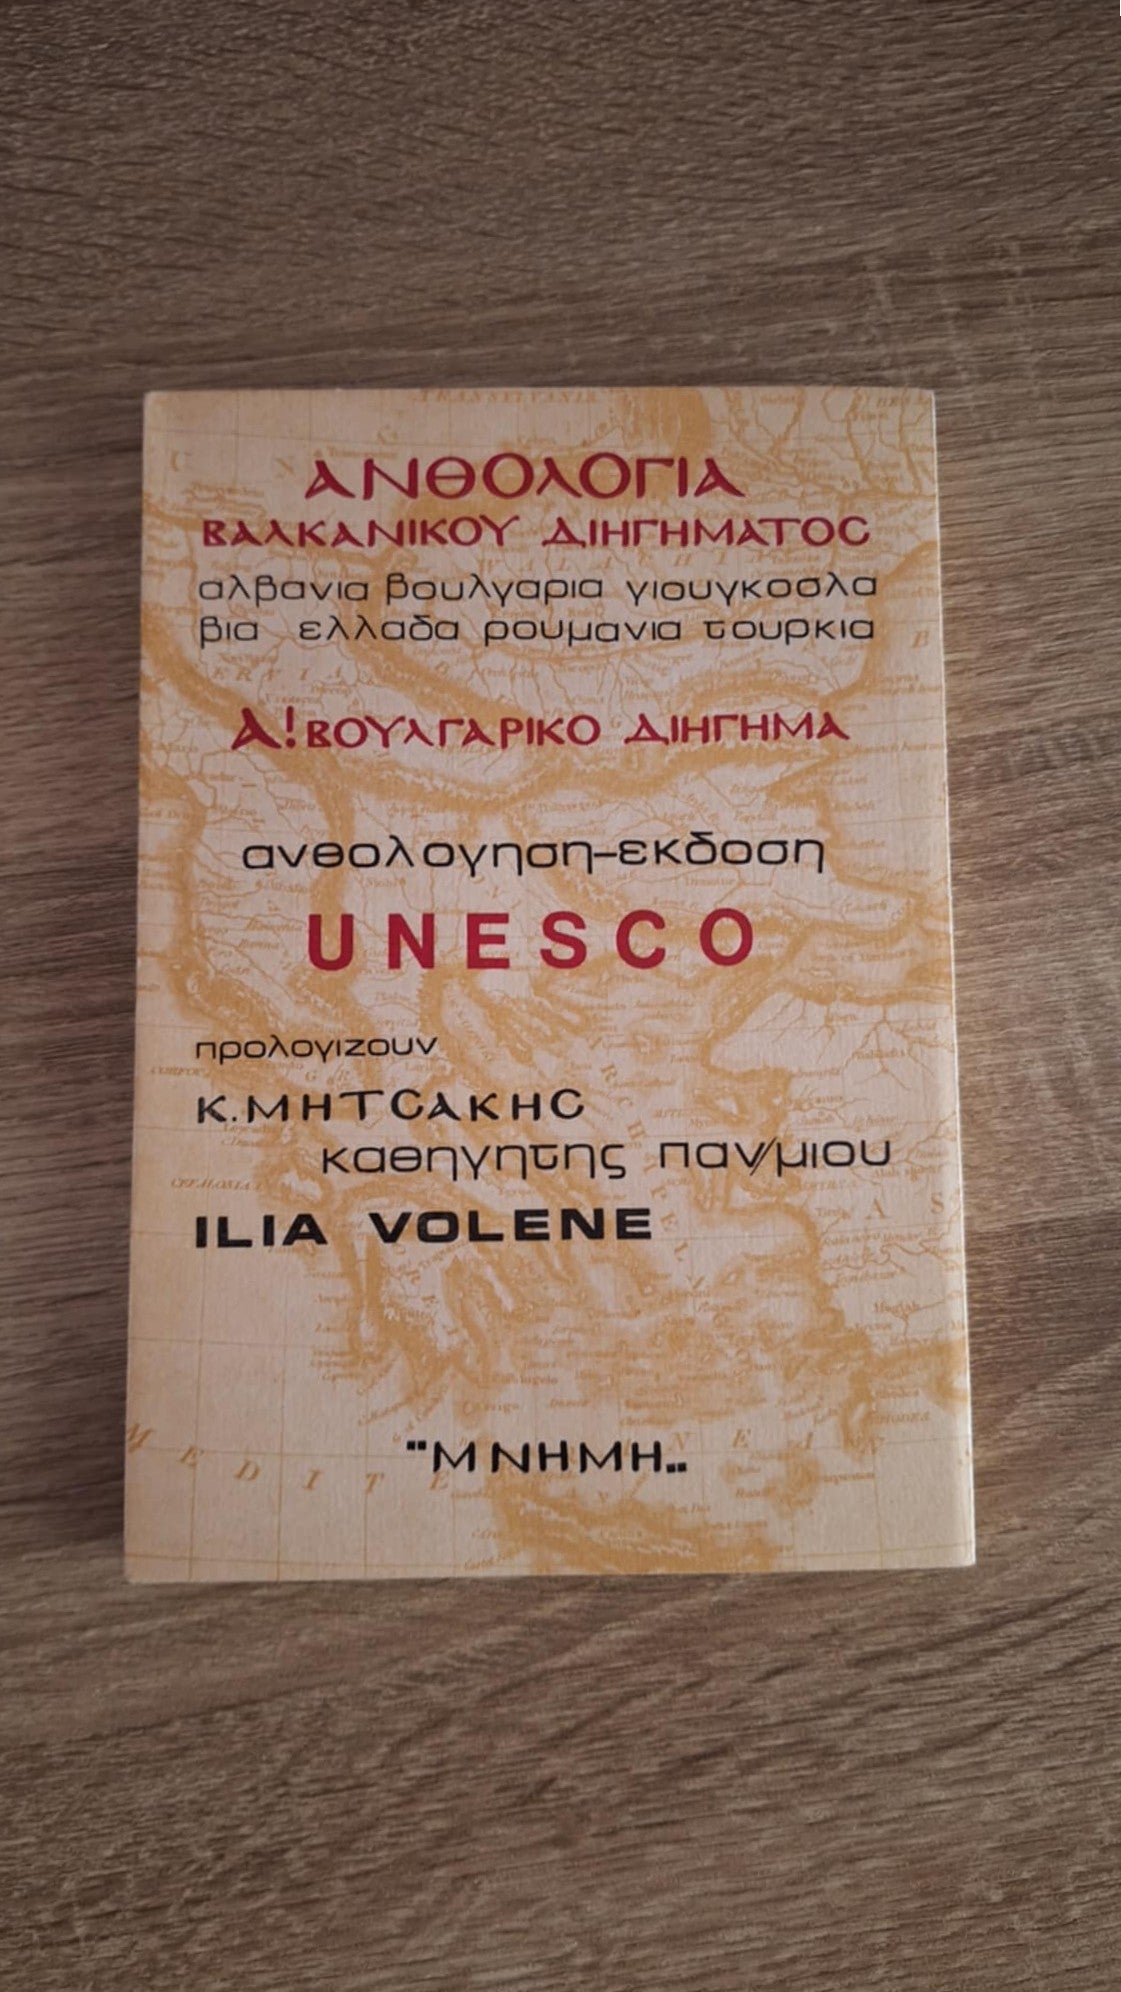 ΑΝΘΟΛΟΓΙΑ
ΒΑΛΚΑΝΙΚΟΥ ΔΙΗΓΗΜΑΤΟΣ
αλβανια βουλγαρια γιουγκοσλα
βια ελλαδα ρουμανια τουρκια
Α! ΒΟΥΛΓΑΡΙΚΟ ΔΙΗΓΗΜΑ
ανθολογηση-εκδοση
UNESCO
προλογιζουν
Κ. ΜΗΤΣΑΚΗΣ
καθηγητης παν/μιου
ILIA VOLENE
"ΜΝΗΜΗ„